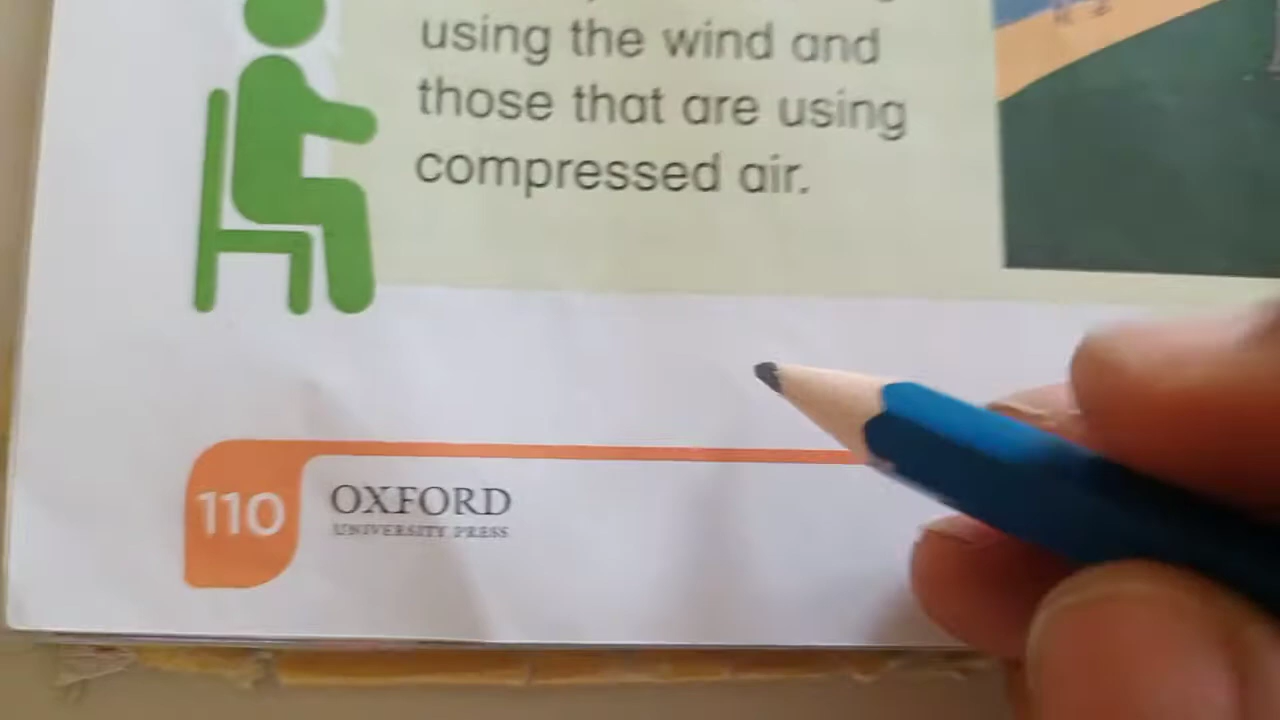 using the wind and
those that are using
compressed air.
110
OXFORD
UNIVERSITY PRESS